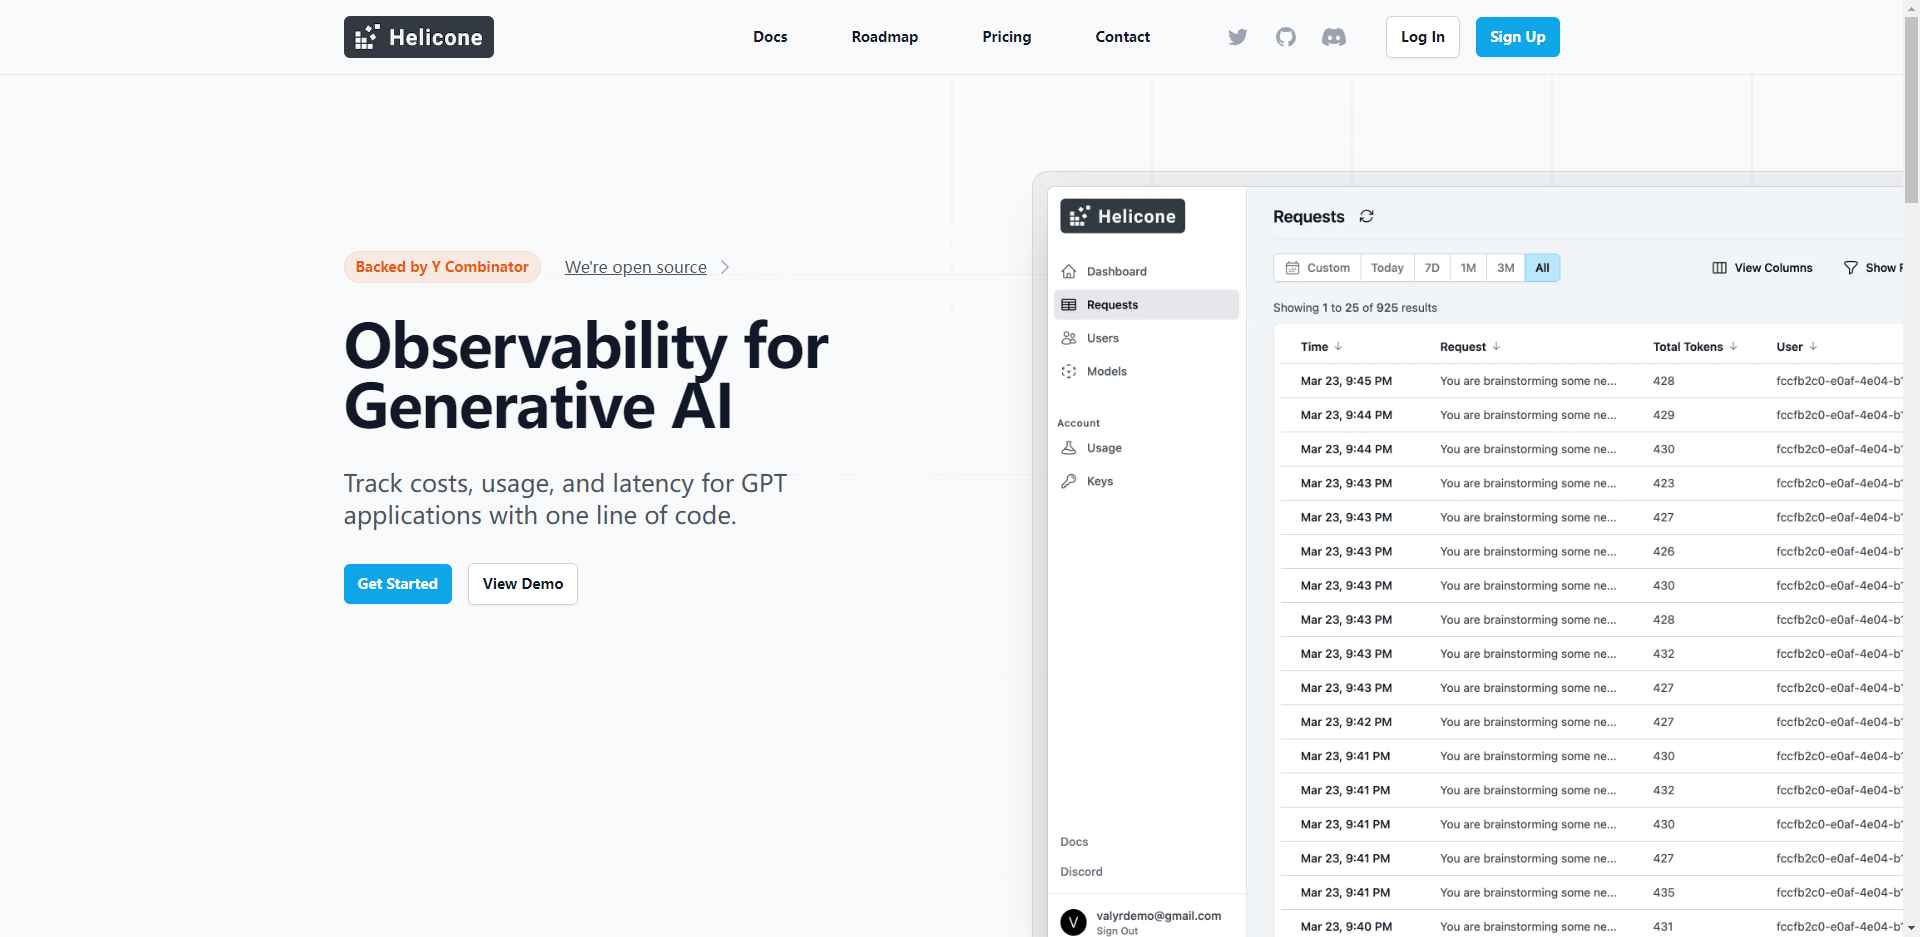 Helicone
Docs
Roadmap
Pricing
Contact
Log In
Sign Up
Backed by Y Combinator
We're open source
Observability for
Generative AI
Track costs, usage, and latency for GPT
applications with one line of code.
Get Started
View Demo
Helicone
Dashboard
Requests
Users
Models
Account
Usage
Keys
Docs
Discord
V
valyrdemo@gmail.com
Sign Out
Requests
Custom Today 7D 1M 3M All
View Columns
Show F
Showing 1 to 25 of 925 results
Time Request Total Tokens User
Mar 23, 9:45 PM You are brainstorming some ne... 428 fccfb2c0-e0af-4e04-b
Mar 23, 9:44 PM You are brainstorming some ne... 429 fccfb2c0-e0af-4e04-b
Mar 23, 9:44 PM You are brainstorming some ne... 430 fccfb2c0-e0af-4e04-b
Mar 23, 9:43 PM You are brainstorming some ne... 423 fccfb2c0-e0af-4e04-b
Mar 23, 9:43 PM You are brainstorming some ne... 427 fccfb2c0-e0af-4e04-b
Mar 23, 9:43 PM You are brainstorming some ne... 426 fccfb2c0-e0af-4e04-b
Mar 23, 9:43 PM You are brainstorming some ne... 430 fccfb2c0-e0af-4e04-b
Mar 23, 9:43 PM You are brainstorming some ne... 428 fccfb2c0-e0af-4e04-b
Mar 23, 9:43 PM You are brainstorming some ne... 432 fccfb2c0-e0af-4e04-b
Mar 23, 9:43 PM You are brainstorming some ne... 427 fccfb2c0-e0af-4e04-b
Mar 23, 9:42 PM You are brainstorming some ne... 427 fccfb2c0-e0af-4e04-b
Mar 23, 9:41 PM You are brainstorming some ne... 430 fccfb2c0-e0af-4e04-b
Mar 23, 9:41 PM You are brainstorming some ne... 432 fccfb2c0-e0af-4e04-b
Mar 23, 9:41 PM You are brainstorming some ne... 430 fccfb2c0-e0af-4e04-b
Mar 23, 9:41 PM You are brainstorming some ne... 427 fccfb2c0-e0af-4e04-b
Mar 23, 9:41 PM You are brainstorming some ne... 435 fccfb2c0-e0af-4e04-b
Mar 23, 9:40 PM You are brainstorming some ne... 431 fccfb2c0-e0af-4e04-b